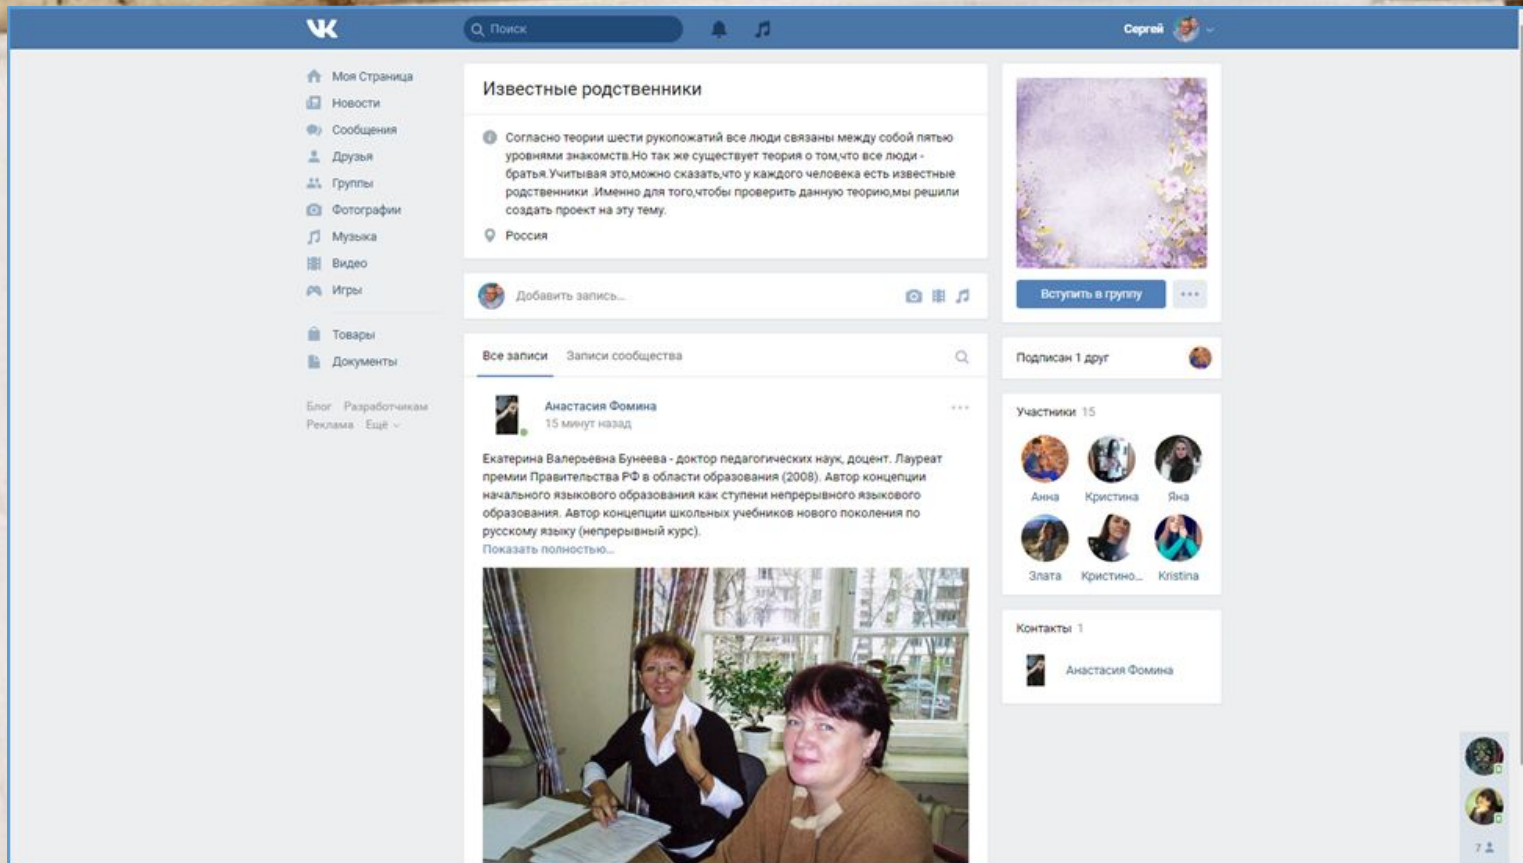 Поиск
Сергей
Моя Страница
Новости
Сообщения
Друзья
Группы
Фотографии
Музыка
Видео
Игры
Товары
Документы
Блог Разработчикам
Реклама Ещё
Известные родственники
Согласно теории шести рукопожатий все люди связаны между собой пятью
уровнями знакомств.Но так же существует теория о том,что все люди -
братья.Учитывая это,можно сказать,что у каждого человека есть известные
родственники .Именно для того,чтобы проверить данную теорию,мы решили
создать проект на эту тему.
Россия
Добавить запись...
Все записи Записи сообщества
Анастасия Фомина
15 минут назад
Екатерина Валерьевна Бунеева - доктор педагогических наук, доцент. Лауреат
премии Правительства РФ в области образования (2008). Автор концепции
начального языкового образования как ступени непрерывного языкового
образования. Автор концепции школьных учебников нового поколения по
русскому языку (непрерывный курс).
Показать полностью...
Вступить в группу
Подписан 1 друг
Участники 15
Анна Кристина Яна
Злата Кристино... Kristina
Контакты 1
Анастасия Фомина
7